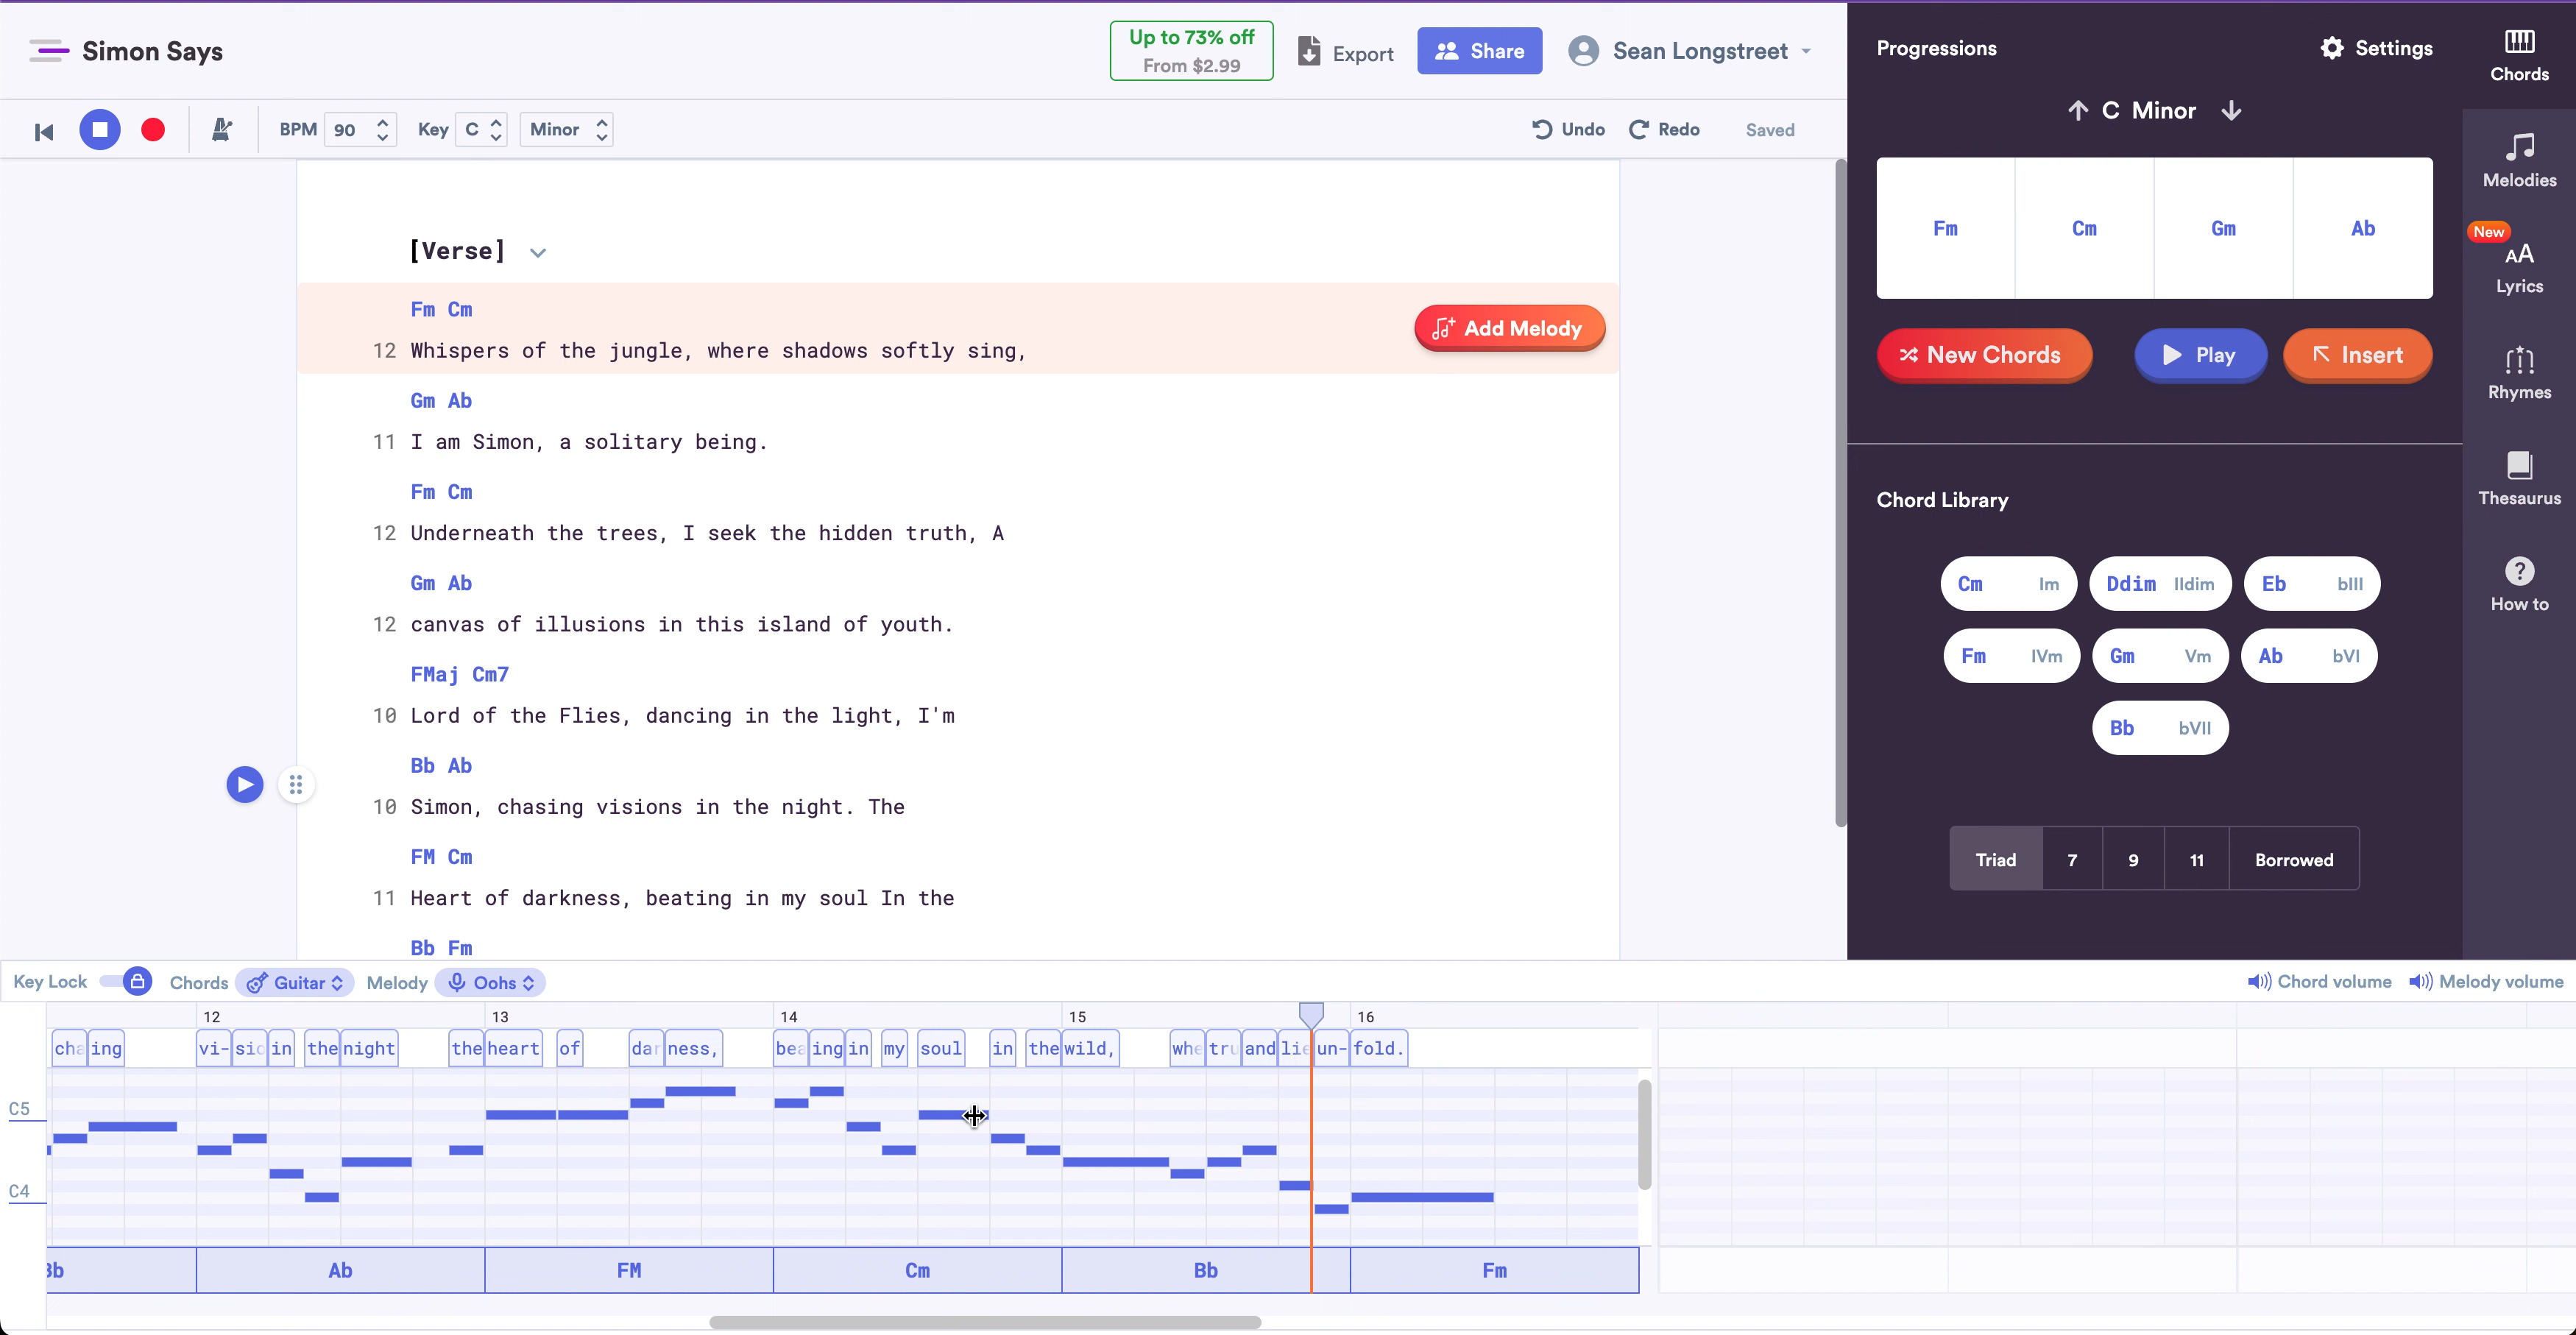 Simon Says
Up to 73% off
From $2.99
Export
Share
Sean Longstreet
BPM 90
Key C
Minor
Undo
Redo
Saved
[Verse]
Fm Cm
12 Whispers of the jungle, where shadows softly sing,
Add Melody
Gm Ab
11 I am Simon, a solitary being.
Fm Cm
12 Underneath the trees, I seek the hidden truth, A
Gm Ab
12 canvas of illusions in this island of youth.
FMaj Cm7
10 Lord of the Flies, dancing in the light, I'm
Bb Ab
10 Simon, chasing visions in the night. The
FM Cm
11 Heart of darkness, beating in my soul In the
Bb Fm
Progressions
Settings
C Minor
Fm Cm Gm Ab
New Chords
Play
Insert
Chord Library
Cm Im
Ddim IIdim
Eb bIII
Fm IVm
Gm Vm
Ab bVI
Bb bVII
Triad 7 9 11 Borrowed
Chords
Melodies
New
AA
Lyrics
Rhymes
Thesaurus
?
How to
Key Lock
Chords Guitar
Melody Oohs
Chord volume
Melody volume
12 13 14 15 16
ing vi- in the night the heart of ness, ing in my soul in the wild, and un- fold.
C5
C4
Ab FM Cm Bb Fm